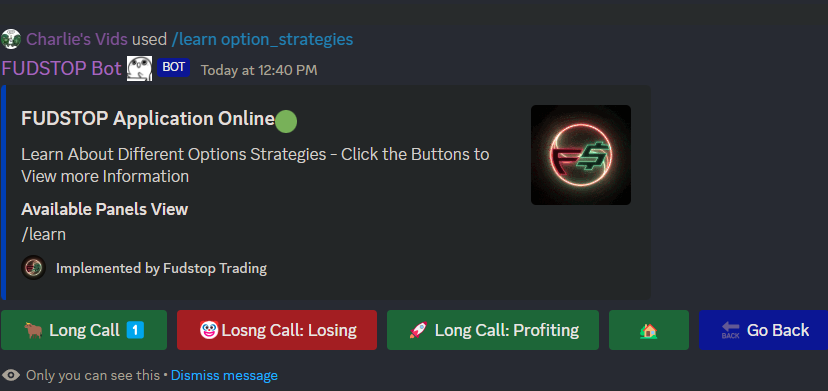 Charlie's Vids used /learn option_strategies
FUDSTOP Bot BOT Today at 12:40 PM
FUDSTOP Application Online
Learn About Different Options Strategies - Click the Buttons to
View more Information
Available Panels View
/learn
F$
Implemented by Fudstop Trading
Long Call 1
Losng Call: Losing
Long Call: Profiting
BACK Go Back
Only you can see this • Dismiss message